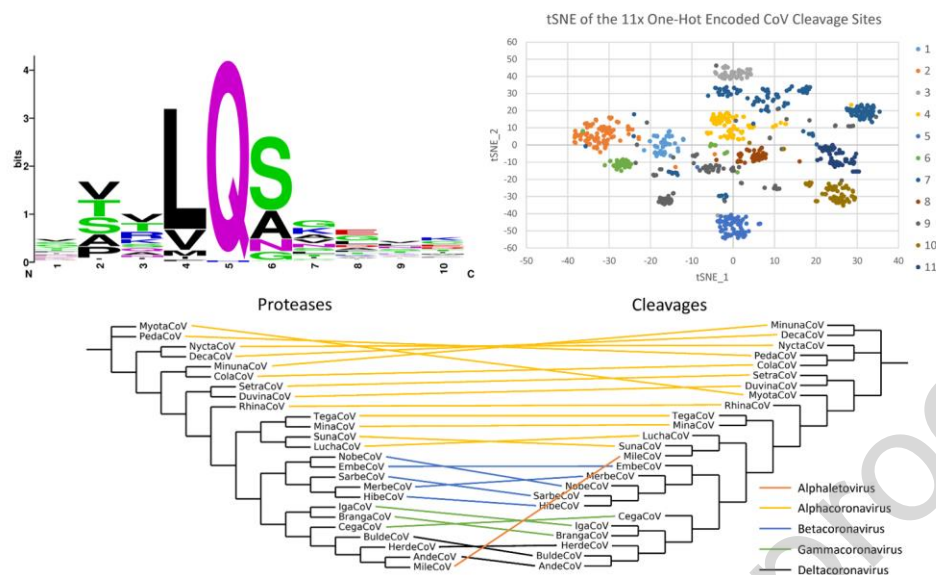 tSNE of the 11x One-Hot Encoded CoV Cleavage Sites
bits
4
3
2
1
0
V
T
S
A
P
L
V
M
Q
S
A
N
G
N
1 2 3 4 5 6 7 8 9 10
C
tSNE_2
60
50
40
30
20
10
0
-10
-20
-30
-40
-50
-60
-50 -40 -30 -20 -10 0 10 20 30 40
tSNE_1
1
2
3
4
5
6
7
8
9
10
11
Proteases
MyotaCoV
PedaCoV
NyctaCoV
DecaCoV
MinunaCoV
ColaCoV
SetraCoV
DuvinaCoV
RhinaCoV
TegaCoV
MinaCoV
SunaCoV
LuchaCoV
NobeCoV
EmbeCoV
SarbeCoV
MerbeCoV
HibeCoV
IgaCoV
BrangaCoV
CegaCoV
BuldeCoV
HerdeCoV
AndeCoV
MileCoV
Cleavages
MinunaCoV
DecaCoV
NyctaCoV
PedaCoV
ColaCoV
SetraCoV
DuvinaCoV
MyotaCoV
RhinaCoV
TegaCoV
MinaCoV
LuchaCoV
SunaCoV
MileCoV
EmbeCoV
MerbeCoV
NobeCoV
SarbeCoV
HibeCoV
CegaCoV
IgaCoV
BrangaCoV
HerdeCoV
BuldeCoV
AndeCoV
Alphaletovirus
Alphacoronavirus
Betacoronavirus
Gammacoronavirus
Deltacoronavirus